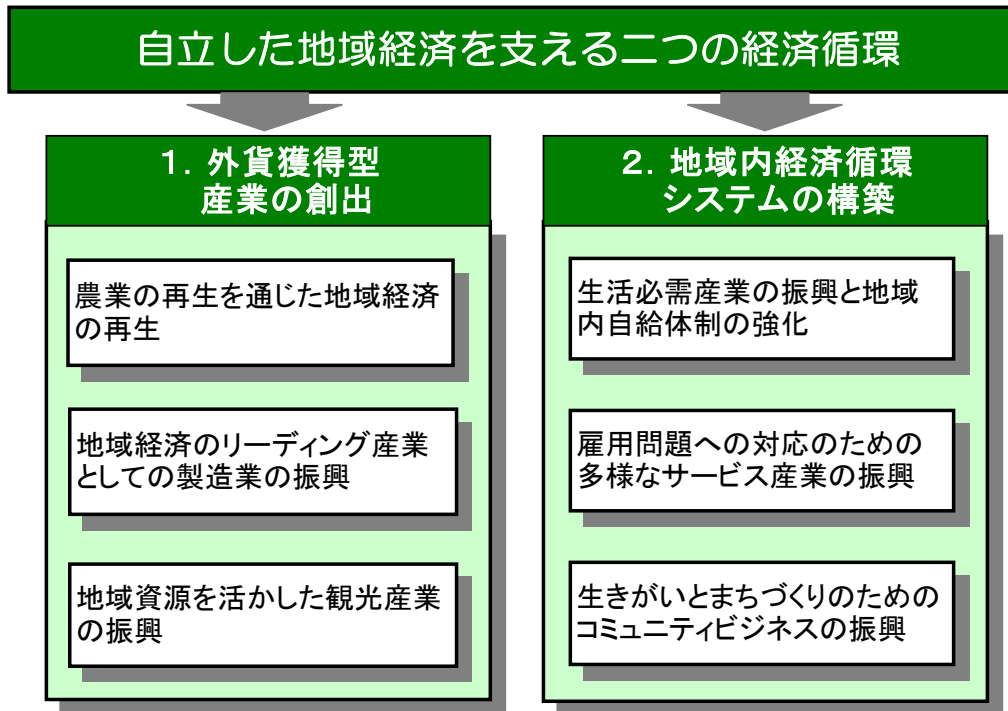 自立した地域経済を支える二つの経済循環
１．外貨獲得型
産業の創出
農業の再生を通じた地域経済
の再生
地域経済のリーディング産業
としての製造業の振興
地域資源を活かした観光産業
の振興
２．地域内経済循環
システムの構築
生活必需産業の振興と地域
内自給体制の強化
雇用問題への対応のための
多様なサービス産業の振興
生きがいとまちづくりのための
コミュニティビジネスの振興